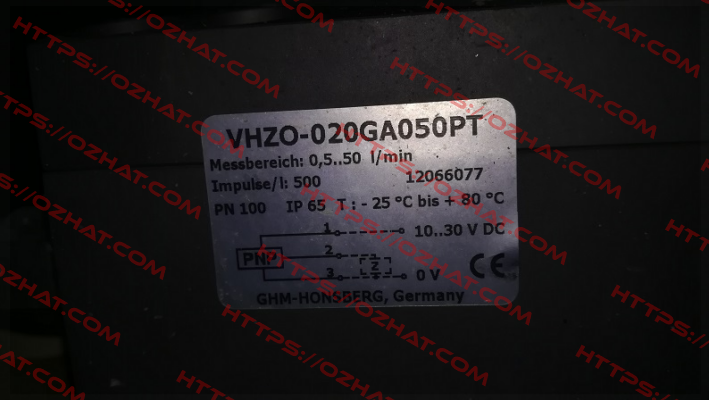 VHZO-020GA050PT
Messbereich: 0,5..50 l/min
Impulse/l: 500 12066077
PN 100 IP 65 T : - 25 °C bis + 80 °C
1 10..30 V DC
PNP 2 Z
3 0 V CE
GHM-HONSBERG, Germany
HTTPS://OZHAT.COM